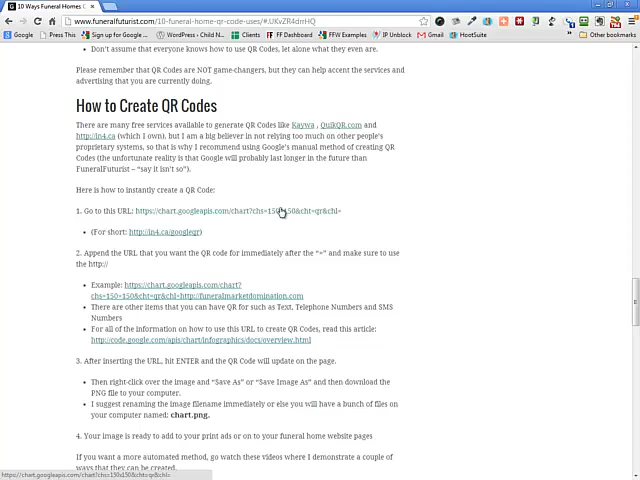 10 Ways Funeral Homes
www.funeralfuturist.com/10-funeral-home-qr-code-uses/#.UKvZR4drrHQ
Google Press This Support WordPress Child N... Clients FF Dashboard FFW Examples IP Unblock Gmail HootSuite Other bookmarks
• Don't assume that everyone knows how to use QR Codes, let alone what they even are.
Please remember that QR Codes are NOT game-changers, but they can help accent the services and
advertising that you are currently doing.
How to Create QR Codes
There are many free services available to generate QR Codes like Kaywa , QuikQR.com and
http://in4.ca (which I own), but I am a big believer in not relying too much on other people's
proprietary systems, so that is why I recommend using Google's manual method of creating QR
Codes (the unfortunate reality is that Google will probably last longer in the future than
FuneralFuturist – "say it isn't so").
Here is how to instantly create a QR Code:
1. Go to this URL: https://chart.googleapis.com/chart?chs=150×150&cht=qr&chl=
• (For short: http://in4.ca/googleqr)
2. Append the URL that you want the QR code for immediately after the "=" and make sure to use
the http://
• Example: https://chart.googleapis.com/chart?
chs=150×150&cht=qr&chl=http://funeralmarketdomination.com
• There are other items that you can have QR for such as Text, Telephone Numbers and SMS
Numbers
• For all of the information on how to use this URL to create QR Codes, read this article:
http://code.google.com/apis/chart/infographics/docs/overview.html
3. After inserting the URL, hit ENTER and the QR Code will update on the page.
• Then right-click over the image and "Save As" or "Save Image As" and then download the
PNG file to your computer.
• I suggest renaming the image filename immediately or else you will have a bunch of files on
your computer named: chart.png.
4. Your image is ready to add to your print ads or on to your funeral home website pages
If you want a more automated method, go watch these videos where I demonstrate a couple of
ways that they can be created.
https://chart.googleapis.com/chart?chs=150×150&cht=qr&chl=